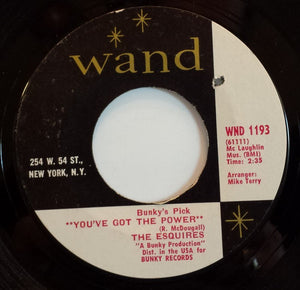 wand
254 W. 54 ST.,
NEW YORK, N.Y.
WND 1193
(61111)
Mc Laughlin
Mus. (BMI)
Time: 2:35
Arranger:
Mike Terry
Bunky's Pick
**YOU'VE GOT THE POWER**
(R. McDougall)
THE ESQUIRES
"A Bunky Production"
Dist. in the USA for
BUNKY RECORDS